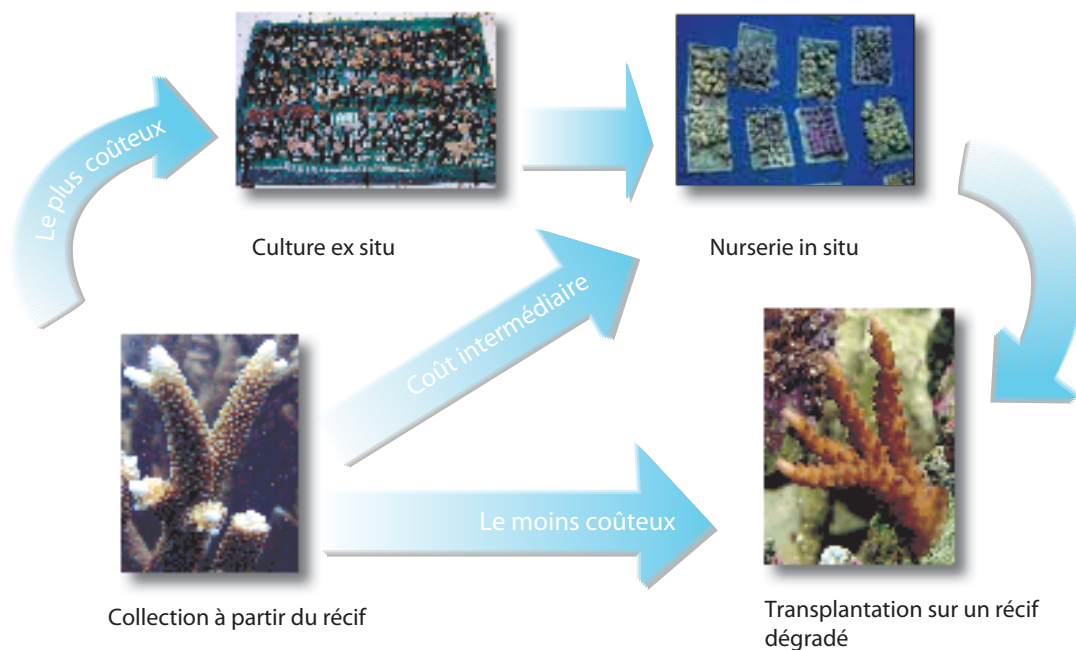 Le plus coûteux
Culture ex situ
Nurserie in situ
Coût intermédiaire
Le moins coûteux
Collection à partir du récif
Transplantation sur un récif
dégradé